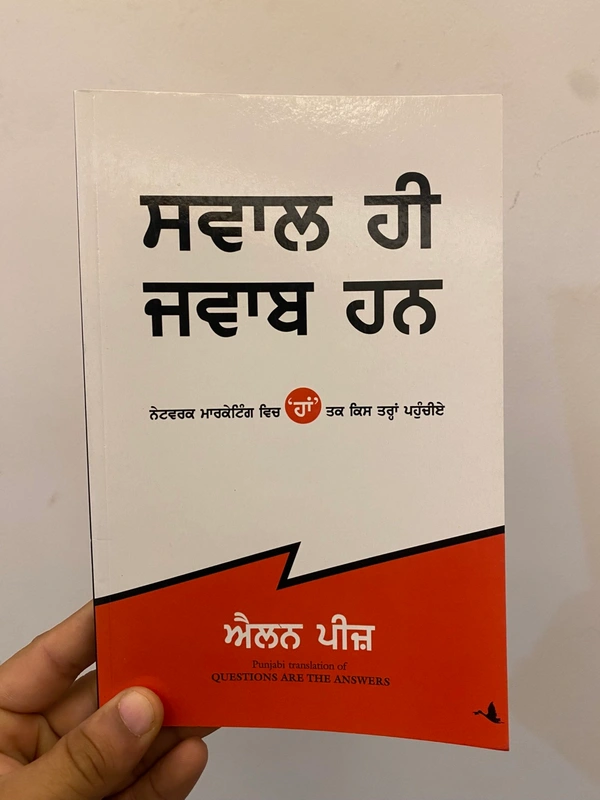 ਸਵਾਲ ਹੀ
ਜਵਾਬ ਹਨ
ਨੇਟਵਰਕ ਮਾਰਕੇਟਿੰਗ ਵਿਚ ‘ਹਾਂ’ ਤਕ ਕਿਸ ਤਰ੍ਹਾਂ ਪਹੁੰਚੀਏ
ਐਲਨ ਪੀਜ਼
Punjabi translation of
QUESTIONS ARE THE ANSWERS